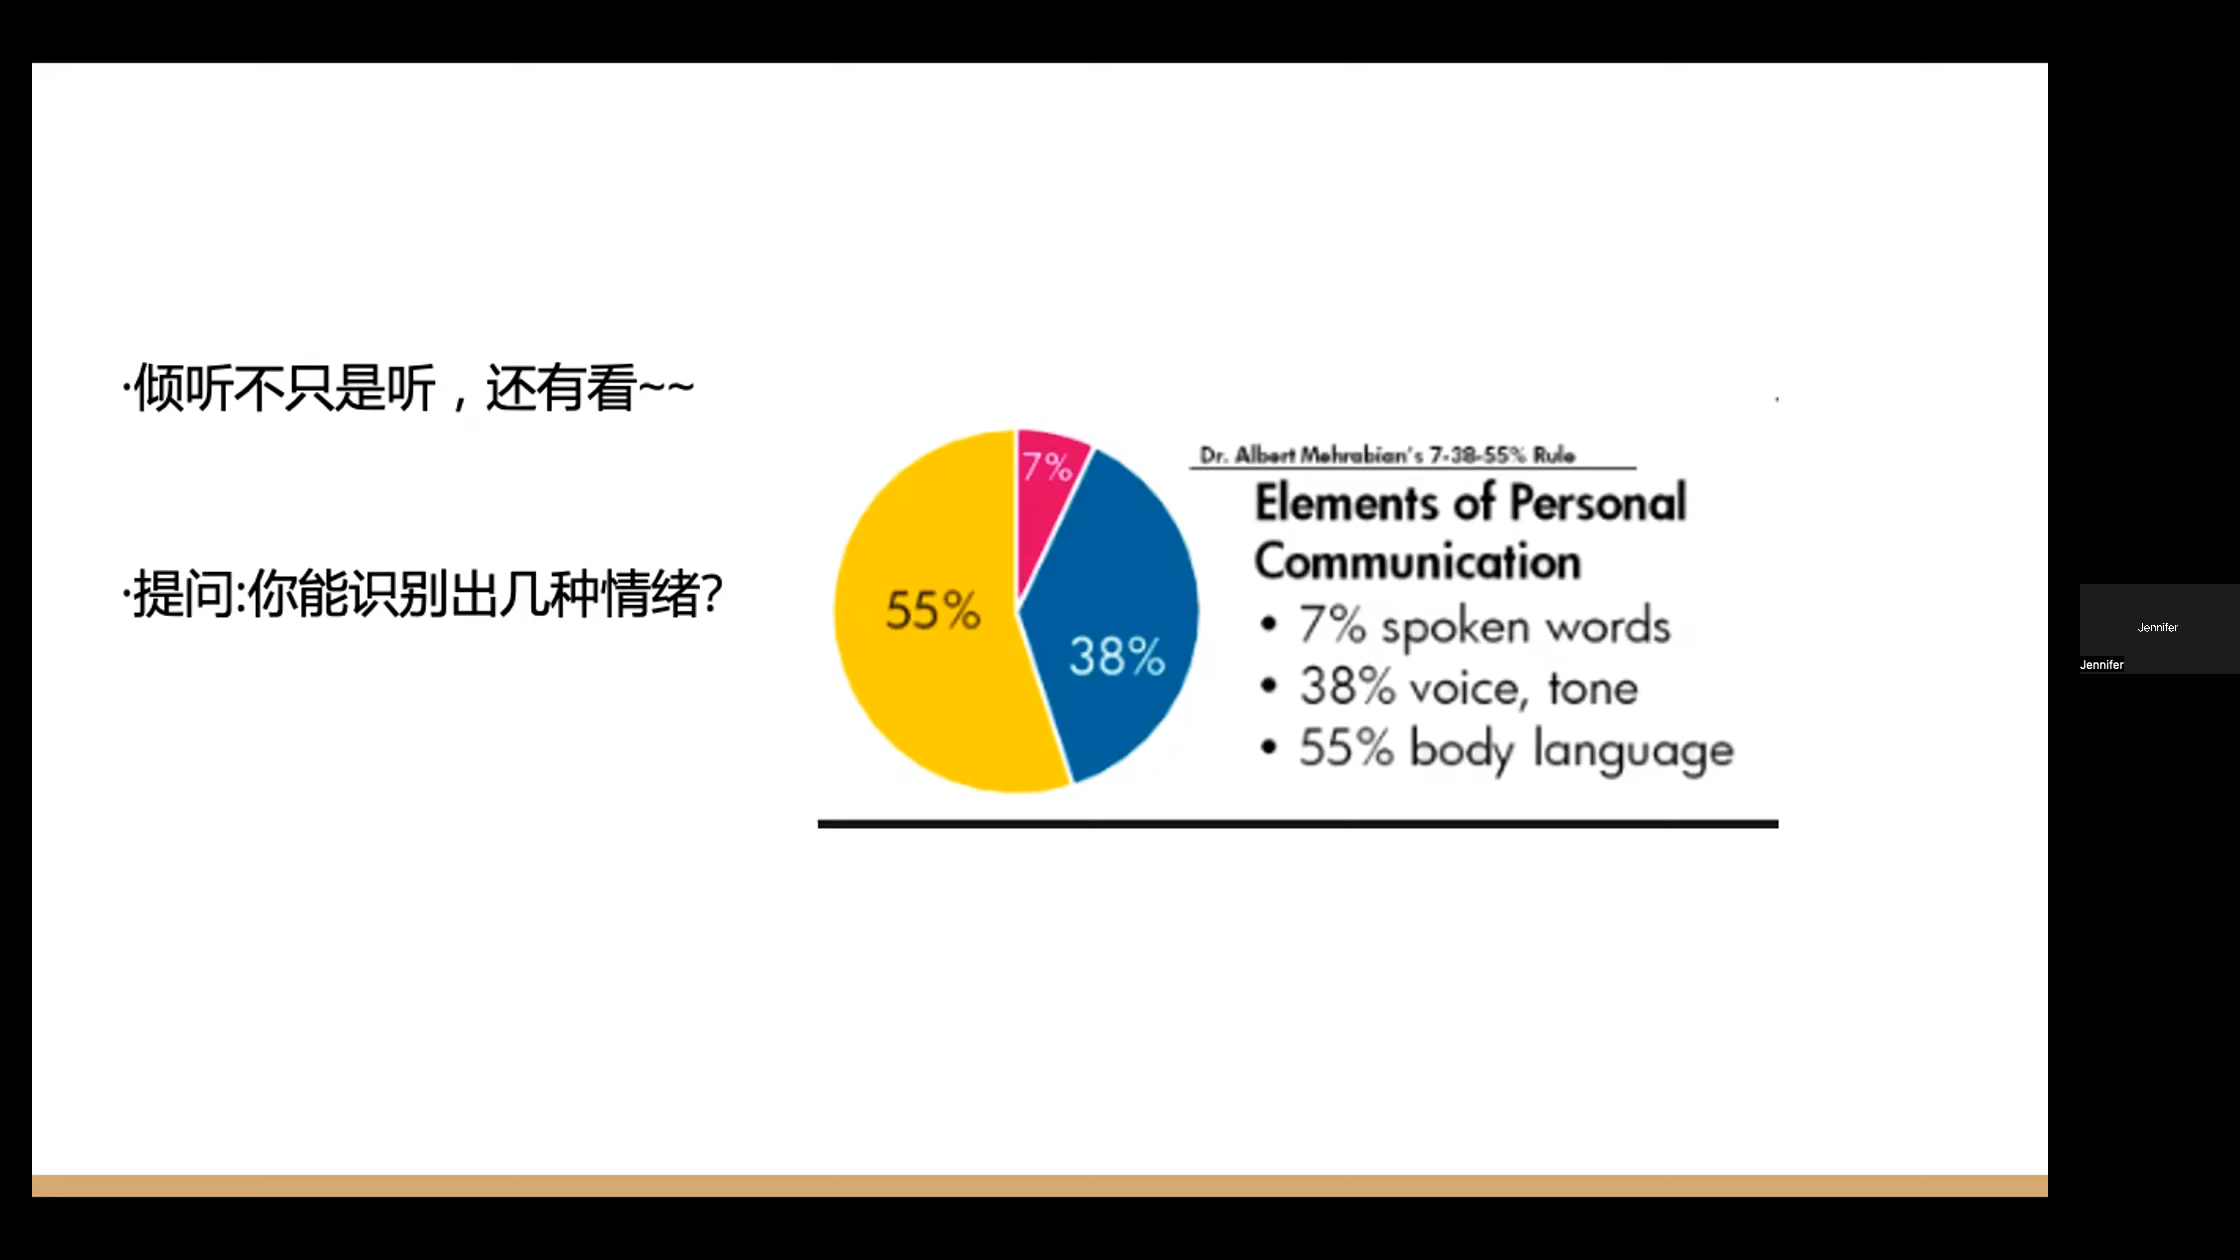 ·倾听不只是听，还有看~~
·提问:你能识别出几种情绪?
7%
55%
38%
Dr. Albert Mehrabian's 7-38-55% Rule
Elements of Personal
Communication
• 7% spoken words
• 38% voice, tone
• 55% body language
Jennifer
Jennifer